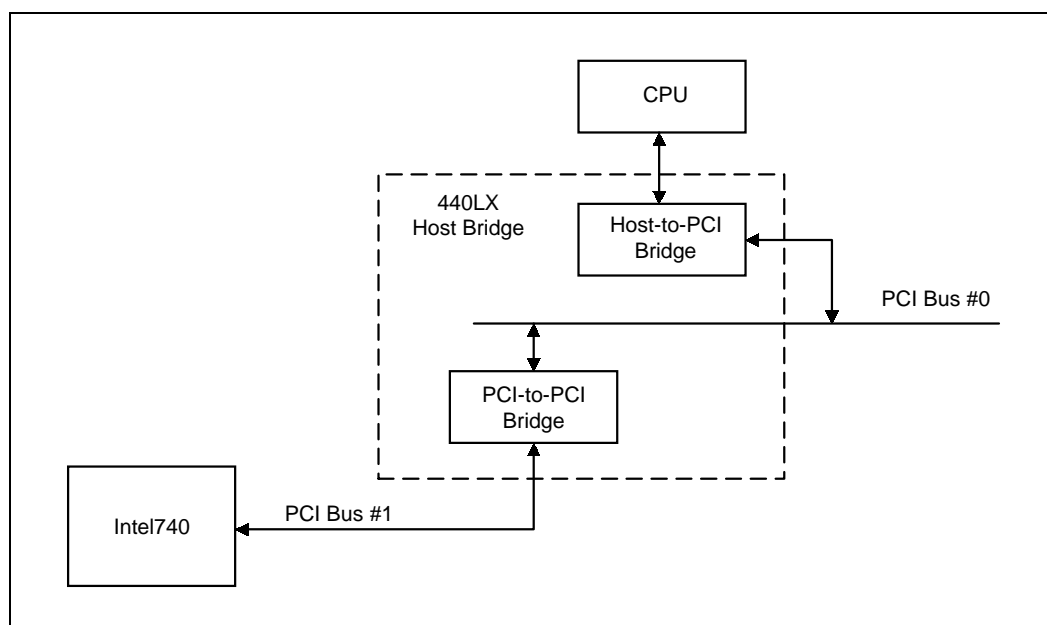 CPU
440LX
Host Bridge
Host-to-PCI
Bridge
PCI Bus #0
PCI-to-PCI
Bridge
PCI Bus #1
Intel740